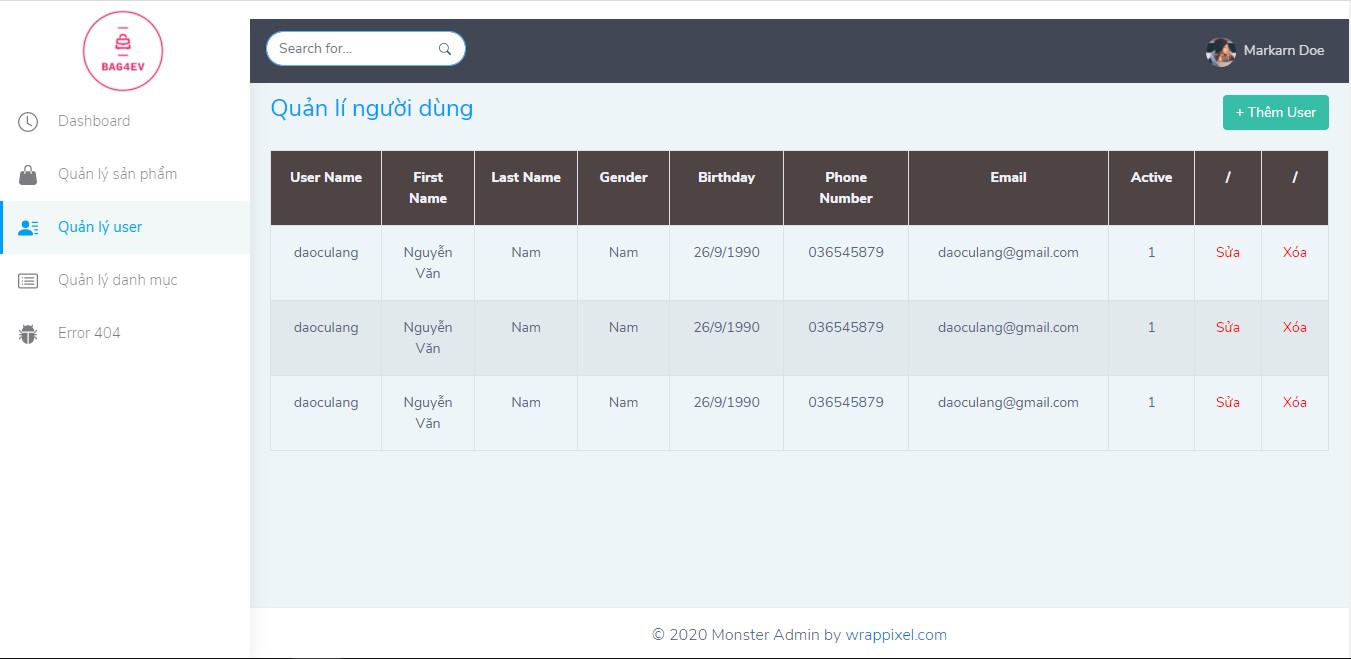 BAG4EV
Dashboard
Quản lý sản phẩm
Quản lý user
Quản lý danh mục
Error 404
Search for...
Markarn Doe
Quản lí người dùng
+ Thêm User
User Name First Name Last Name Gender Birthday Phone Number Email Active / /
daoculang Nguyễn Văn Nam Nam 26/9/1990 036545879 daoculang@gmail.com 1 Sửa Xóa
daoculang Nguyễn Văn Nam Nam 26/9/1990 036545879 daoculang@gmail.com 1 Sửa Xóa
daoculang Nguyễn Văn Nam Nam 26/9/1990 036545879 daoculang@gmail.com 1 Sửa Xóa
© 2020 Monster Admin by wrappixel.com